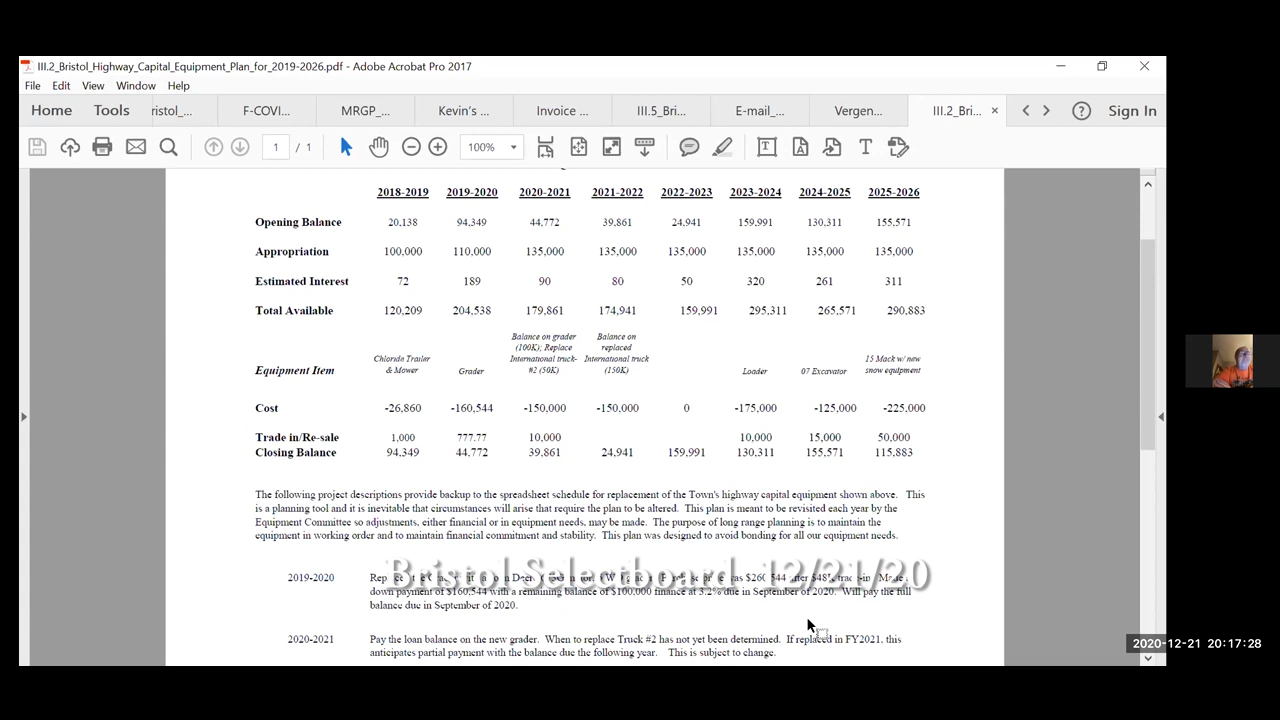 III.2_Bristol_Highway_Capital_Equipment_Plan_for_2019-2026.pdf - Adobe Acrobat Pro 2017
File Edit View Window Help
Home Tools ristol_... F-COVI... MRGP_... Kevin's ... Invoice ... III.5_Bri... E-mail_... Vergen... III.2_Bri... × Sign In
1 / 1 100%
2018-2019 2019-2020 2020-2021 2021-2022 2022-2023 2023-2024 2024-2025 2025-2026
Opening Balance 20,138 94,349 44,772 39,861 24,941 159,991 130,311 155,571
Appropriation 100,000 110,000 135,000 135,000 135,000 135,000 135,000 135,000
Estimated Interest 72 189 90 80 50 320 261 311
Total Available 120,209 204,538 179,861 174,941 159,991 295,311 265,571 290,883
Balance on grader Balance on
(100K); Replace replaced
Chloride Trailer International truck- International truck 15 Mack w/ new
& Mower #2 (50K) (150K) snow equipment
Equipment Item Grader Loader 07 Excavator
Cost -26,860 -160,544 -150,000 -150,000 0 -175,000 -125,000 -225,000
Trade in/Re-sale 1,000 777.77 10,000 10,000 15,000 50,000
Closing Balance 94,349 44,772 39,861 24,941 159,991 130,311 155,571 115,883
The following project descriptions provide backup to the spreadsheet schedule for replacement of the Town's highway capital equipment shown above. This
is a planning tool and it is inevitable that circumstances will arise that require the plan to be altered. This plan is meant to be revisited each year by the
Equipment Committee so adjustments, either financial or in equipment needs, may be made. The purpose of long range planning is to maintain the
equipment in working order and to maintain financial commitment and stability. This plan was designed to avoid bonding for all our equipment needs.
Bristol Selectboard 12/21/20
2019-2020 was $260,544 after
down payment of $160,544 with a remaining balance of $100,000 finance at 3.2% due in September of 2020. Will pay the full
balance due in September of 2020.
2020-2021 Pay the loan balance on the new grader. When to replace Truck #2 has not yet been determined. If replaced in FY2021, this
anticipates partial payment with the balance due the following year. This is subject to change.
2020-12-21 20:17:28